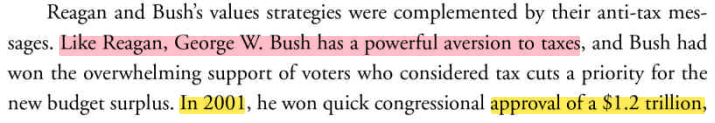 Reagan and Bush's values strategies were complemented by their anti-tax mes-
sages. Like Reagan, George W. Bush has a powerful aversion to taxes, and Bush had
won the overwhelming support of voters who considered tax cuts a priority for the
new budget surplus. In 2001, he won quick congressional approval of a $1.2 trillion,